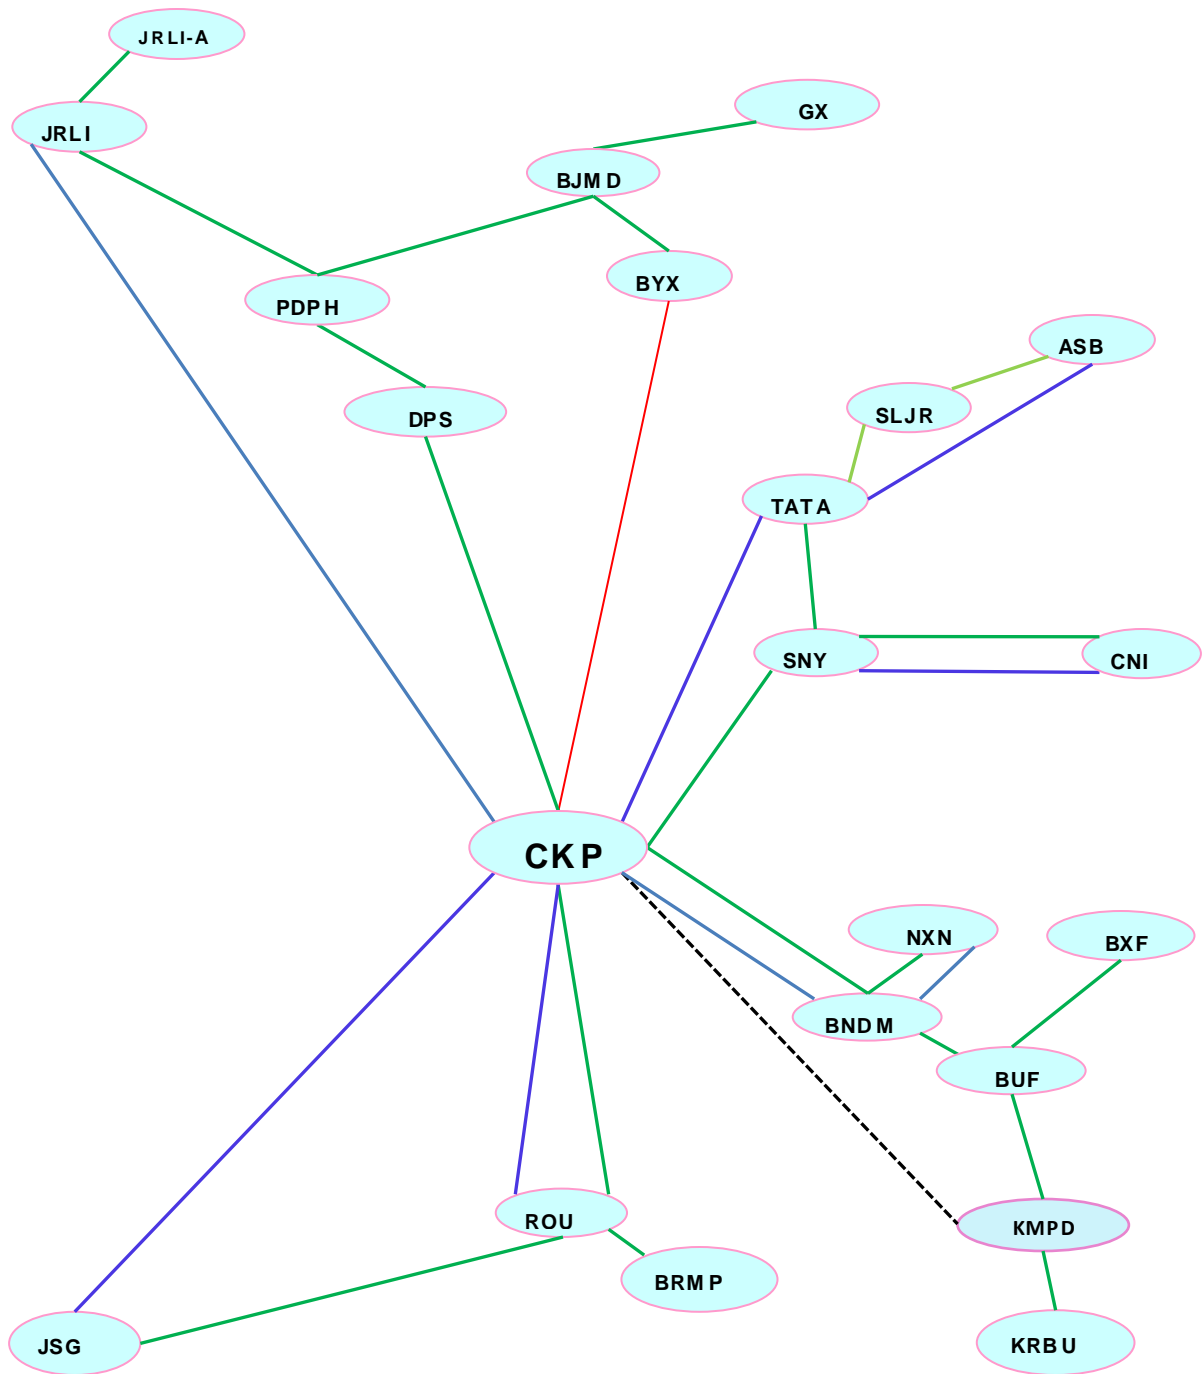 JRLI-A
GX
JRLI
BJMD
BYX
PDPH
ASB
DPS
SLJR
TATA
SNY
CNI
CKP
NXN
BXF
BNDM
BUF
ROU
KMPD
BRMP
JSG
KRBU